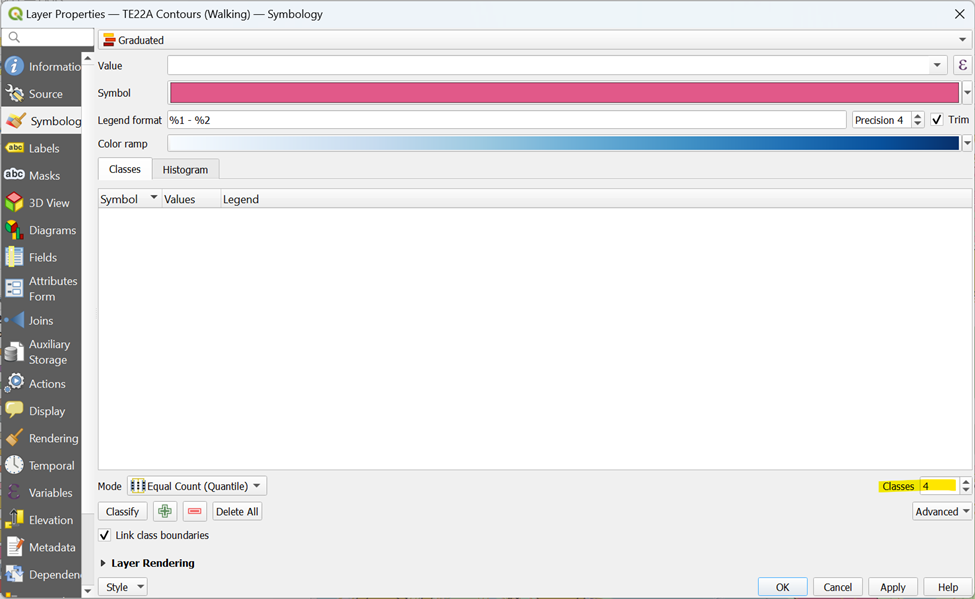 Layer Properties — TE22A Contours (Walking) — Symbology
Graduated
Informatio
Source
Symbolog
Labels
Masks
3D View
Diagrams
Fields
Attributes
Form
Joins
Auxiliary
Storage
Actions
Display
Rendering
Temporal
Variables
Elevation
Metadata
Dependen
Value
ε
Symbol
Legend format %1 - %2 Precision 4 Trim
Color ramp
Classes Histogram
Symbol Values Legend
Mode Equal Count (Quantile) Classes 4
Classify Delete All Advanced
Link class boundaries
Layer Rendering
Style OK Cancel Apply Help
abc
abc